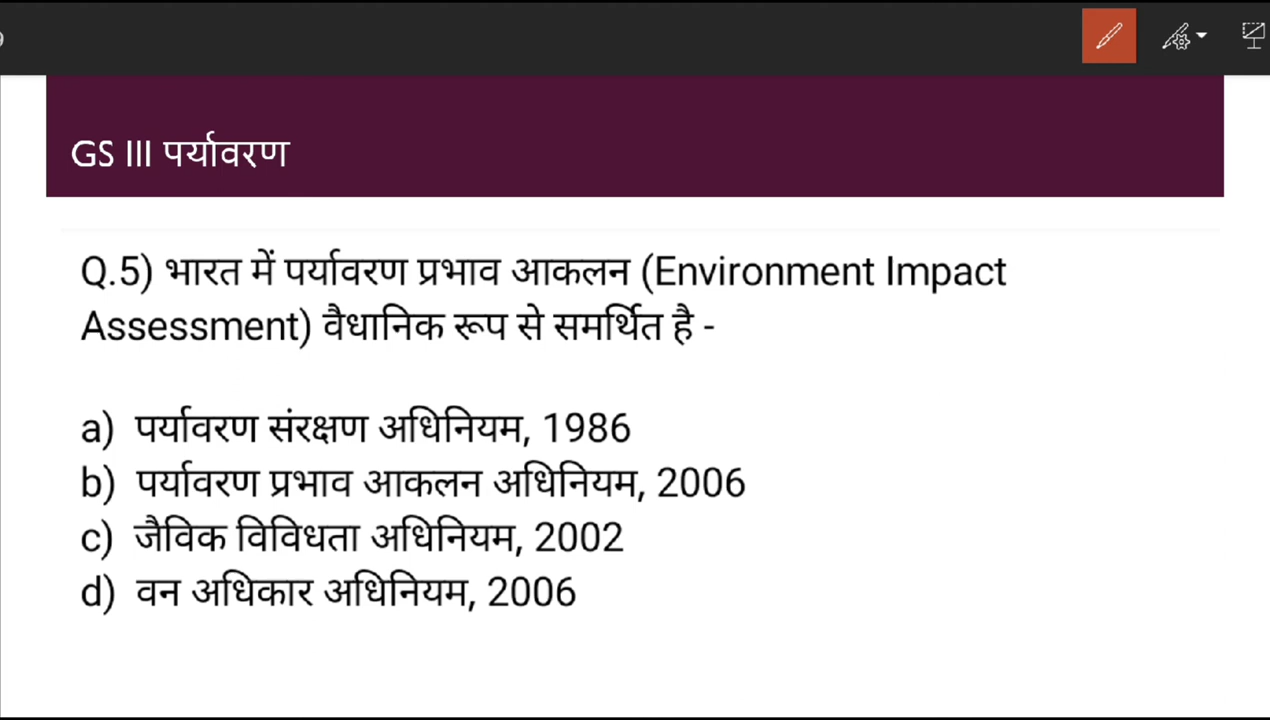 GS III पर्यावरण
Q.5) भारत में पर्यावरण प्रभाव आकलन (Environment Impact
Assessment) वैधानिक रूप से समर्थित है -
a) पर्यावरण संरक्षण अधिनियम, 1986
b) पर्यावरण प्रभाव आकलन अधिनियम, 2006
c) जैविक विविधता अधिनियम, 2002
d) वन अधिकार अधिनियम, 2006